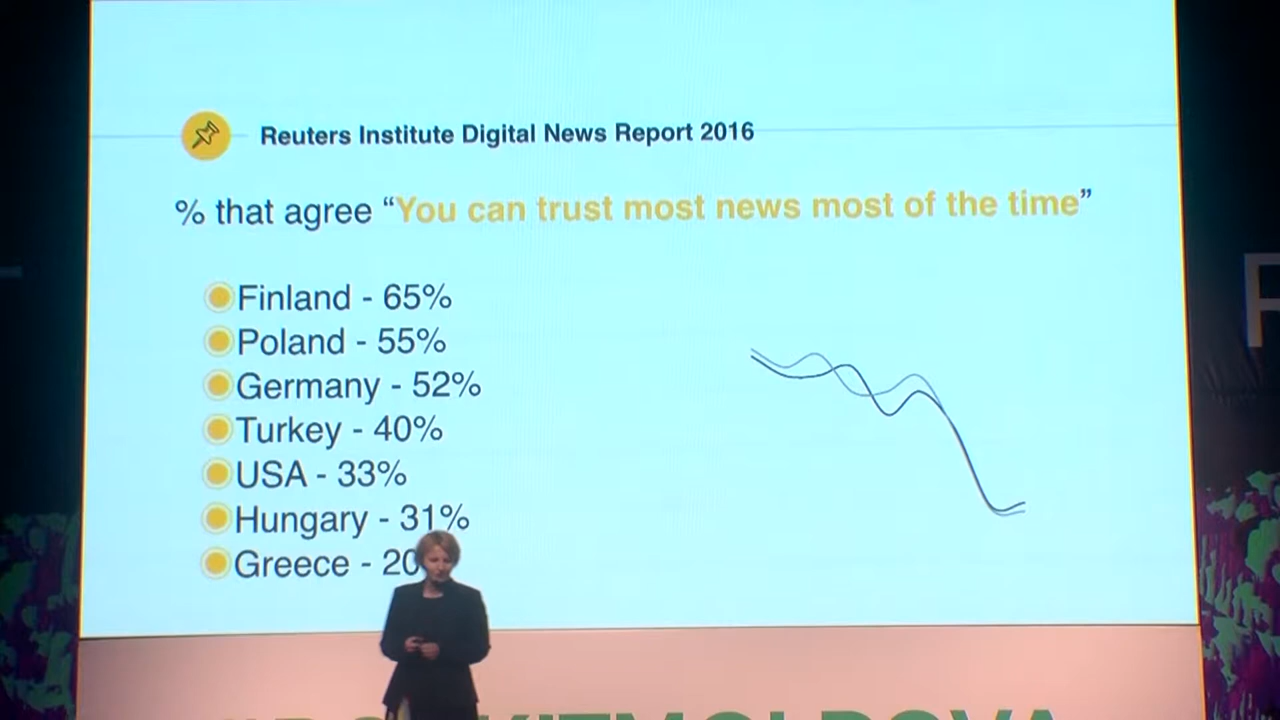 Reuters Institute Digital News Report 2016
% that agree “You can trust most news most of the time”
Finland - 65%
Poland - 55%
Germany - 52%
Turkey - 40%
USA - 33%
Hungary - 31%
Greece - 20